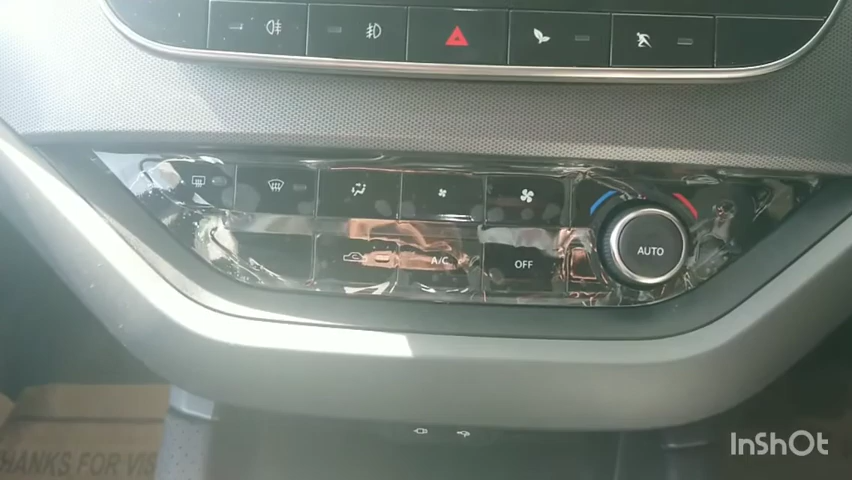 AUTO
A/C
OFF
HANKS FOR VIS
InShOt